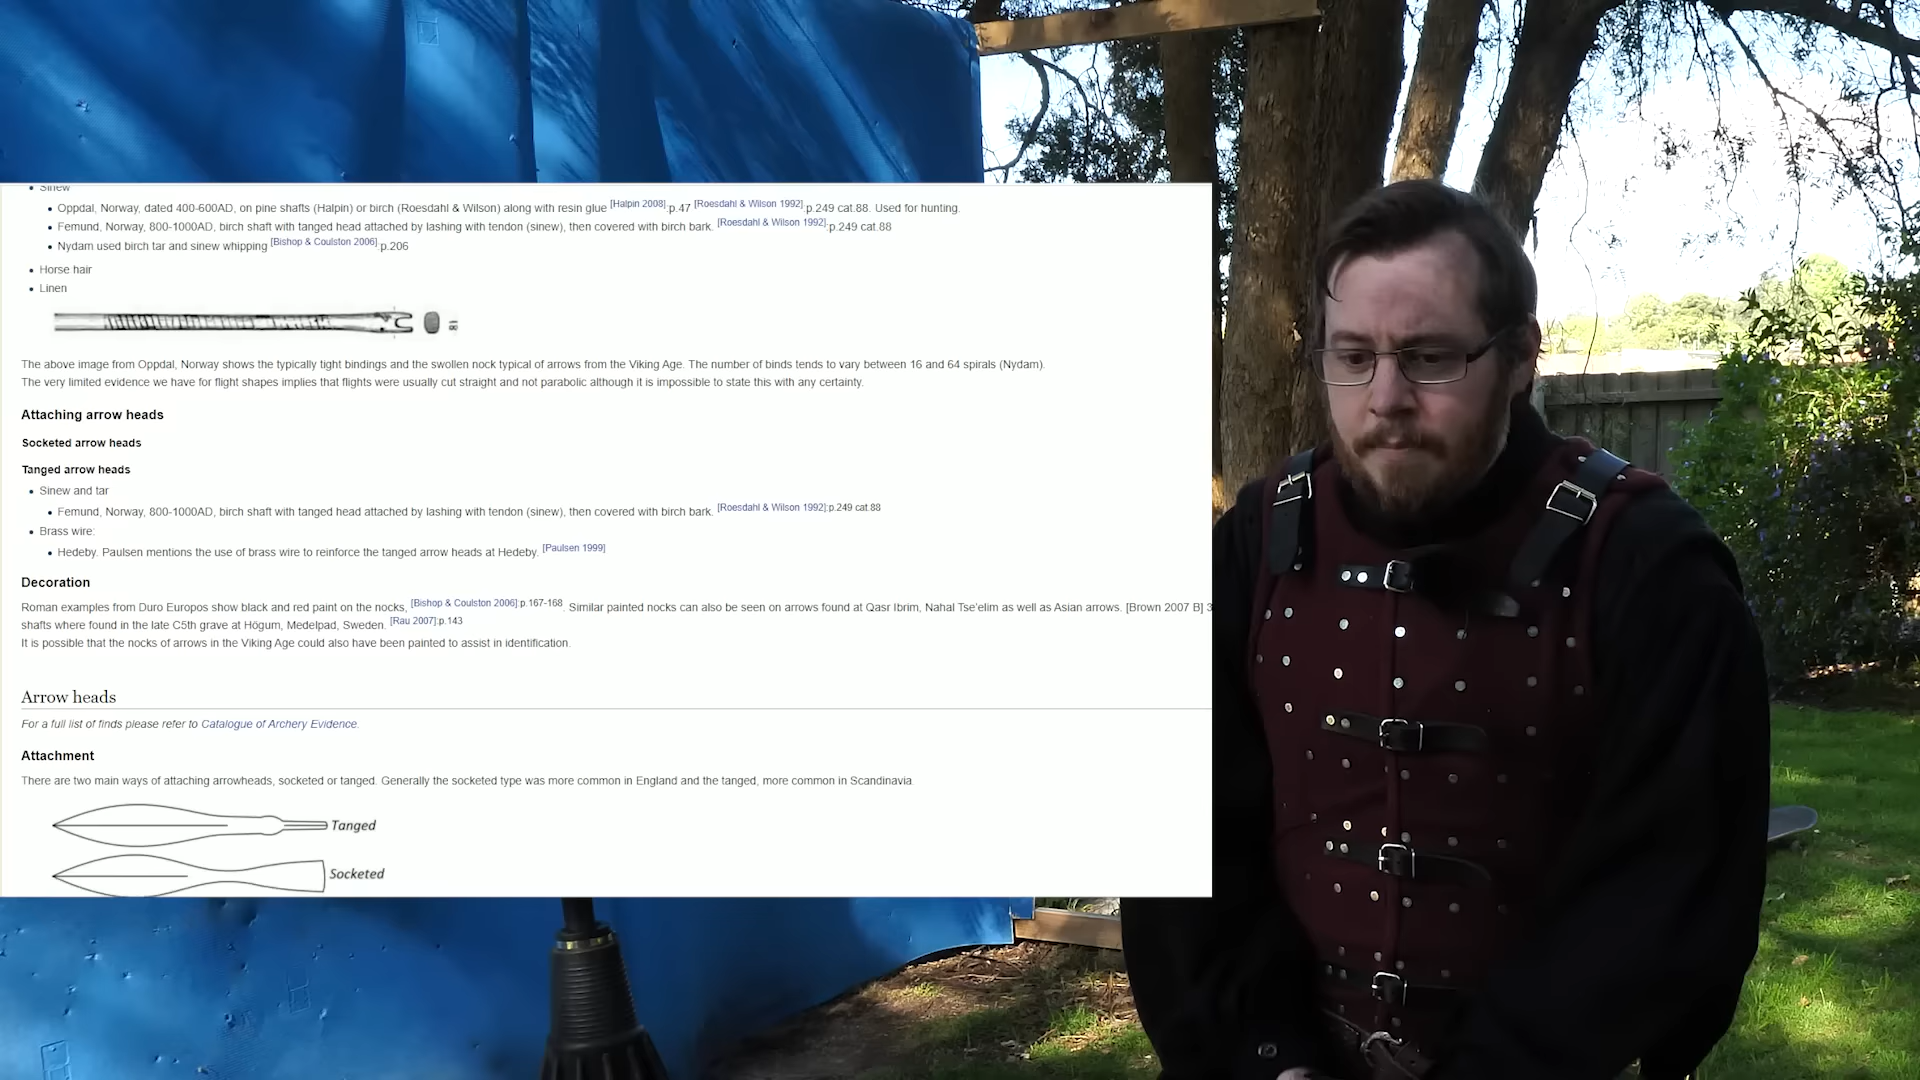 Sinew
Oppdal, Norway, dated 400-600AD, on pine shafts (Halpin) or birch (Roesdahl & Wilson) along with resin glue [Halpin 2008]:p.47 [Roesdahl & Wilson 1992]:p.249 cat.88. Used for hunting.
Femund, Norway, 800-1000AD, birch shaft with tanged head attached by lashing with tendon (sinew), then covered with birch bark. [Roesdahl & Wilson 1992]:p.249 cat.88
Nydam used birch tar and sinew whipping [Bishop & Coulston 2006]:p.206
Horse hair
Linen
The above image from Oppdal, Norway shows the typically tight bindings and the swollen nock typical of arrows from the Viking Age. The number of binds tends to vary between 16 and 64 spirals (Nydam).
The very limited evidence we have for flight shapes implies that flights were usually cut straight and not parabolic although it is impossible to state this with any certainty.
Attaching arrow heads
Socketed arrow heads
Tanged arrow heads
Sinew and tar
Femund, Norway, 800-1000AD, birch shaft with tanged head attached by lashing with tendon (sinew), then covered with birch bark. [Roesdahl & Wilson 1992]:p.249 cat.88
Brass wire:
Hedeby. Paulsen mentions the use of brass wire to reinforce the tanged arrow heads at Hedeby. [Paulsen 1999]
Decoration
Roman examples from Duro Europos show black and red paint on the nocks, [Bishop & Coulston 2006]:p.167-168. Similar painted nocks can also be seen on arrows found at Qasr Ibrim, Nahal Tse'elim as well as Asian arrows. [Brown 2007 B] 3
shafts where found in the late C5th grave at Högum, Medelpad, Sweden. [Rau 2007]:p.143
It is possible that the nocks of arrows in the Viking Age could also have been painted to assist in identification.
Arrow heads
For a full list of finds please refer to Catalogue of Archery Evidence.
Attachment
There are two main ways of attaching arrowheads, socketed or tanged. Generally the socketed type was more common in England and the tanged, more common in Scandinavia.
Tanged
Socketed